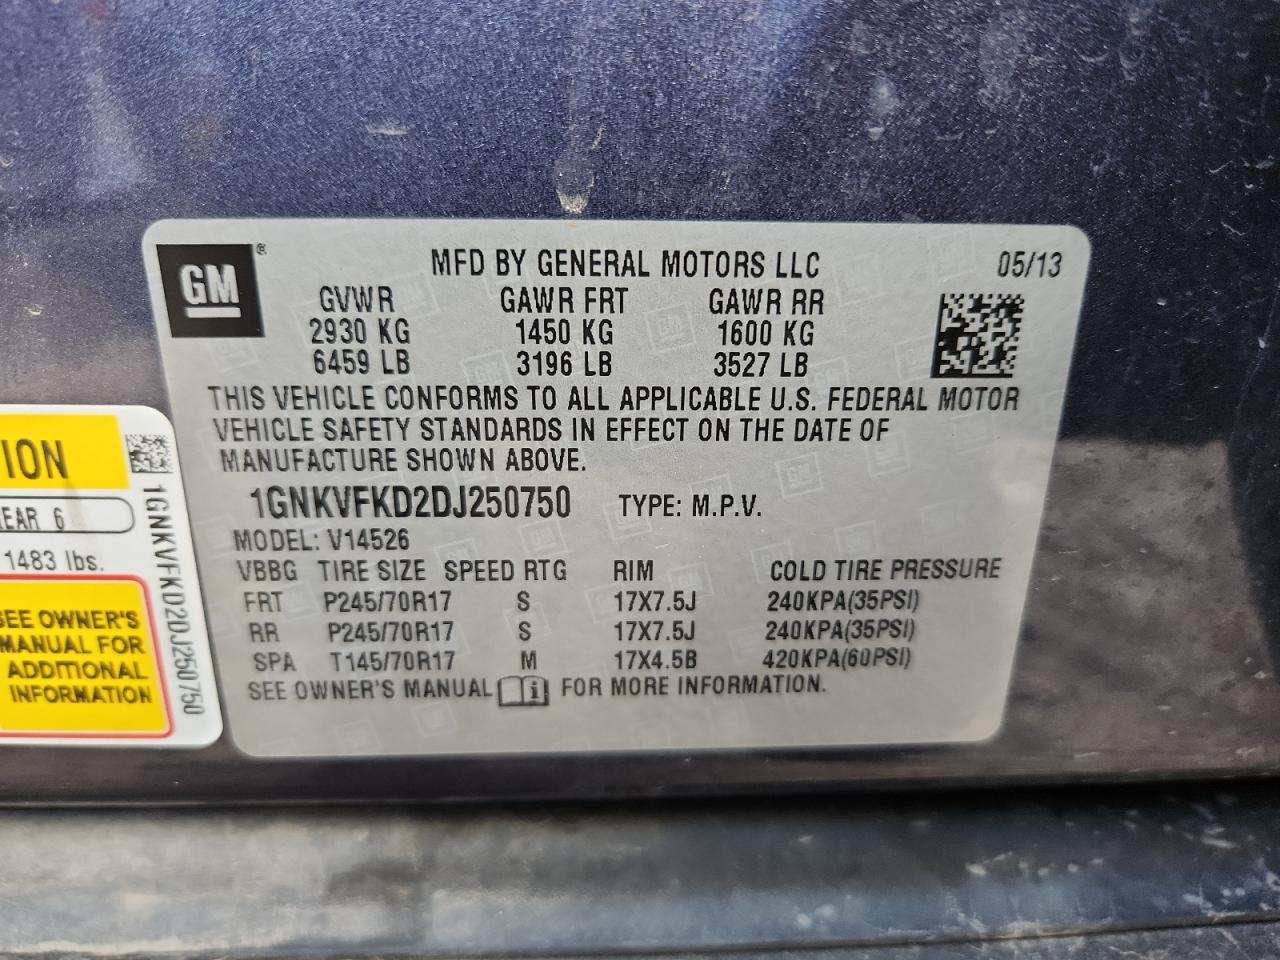 GM ®
MFD BY GENERAL MOTORS LLC 05/13
GVWR GAWR FRT GAWR RR
2930 KG 1450 KG 1600 KG
6459 LB 3196 LB 3527 LB
THIS VEHICLE CONFORMS TO ALL APPLICABLE U.S. FEDERAL MOTOR
VEHICLE SAFETY STANDARDS IN EFFECT ON THE DATE OF
MANUFACTURE SHOWN ABOVE.
1GNKVFKD2DJ250750 TYPE: M.P.V.
MODEL: V14526
VBBG TIRE SIZE SPEED RTG RIM COLD TIRE PRESSURE
FRT P245/70R17 S 17X7.5J 240KPA(35PSI)
RR P245/70R17 S 17X7.5J 240KPA(35PSI)
SPA T145/70R17 M 17X4.5B 420KPA(60PSI)
SEE OWNER'S MANUAL i FOR MORE INFORMATION.
ION
EAR 6
1483 lbs.
SEE OWNER'S
MANUAL FOR
ADDITIONAL
INFORMATION
1GNKVFKD2DJ250750